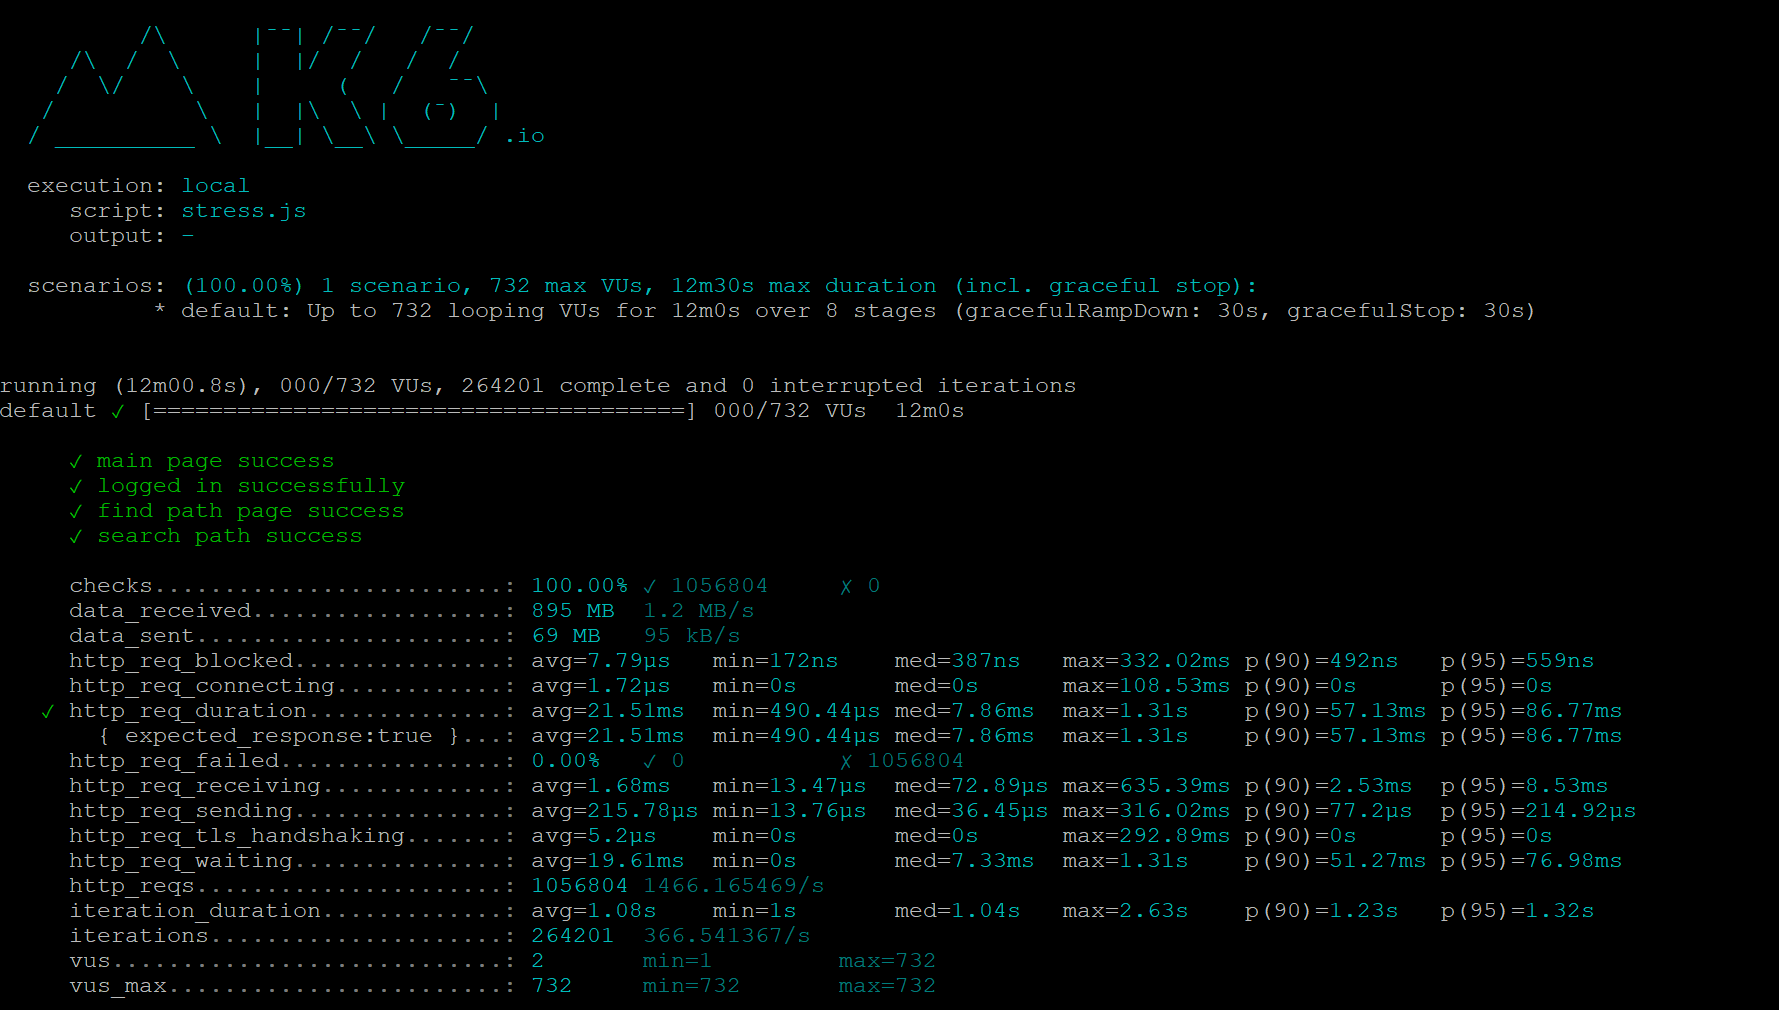 /\      |‾‾| /‾‾/   /‾‾/
    /\  /  \     |  |/  /   /  /
   /  \/    \    |     (   /   ‾‾\
  /          \   |  |\  \ |  (‾)  |
 / __________ \  |__| \__\ \_____/ .io
execution: local
script: stress.js
output: -
scenarios: (100.00%) 1 scenario, 732 max VUs, 12m30s max duration (incl. graceful stop):
* default: Up to 732 looping VUs for 12m0s over 8 stages (gracefulRampDown: 30s, gracefulStop: 30s)
running (12m00.8s), 000/732 VUs, 264201 complete and 0 interrupted iterations
default ✓ [======================================] 000/732 VUs  12m0s
✓ main page success
✓ logged in successfully
✓ find path page success
✓ search path success
checks.........................: 100.00% ✓ 1056804     ✗ 0
data_received..................: 895 MB  1.2 MB/s
data_sent......................: 69 MB   95 kB/s
http_req_blocked...............: avg=7.79µs   min=172ns    med=387ns   max=332.02ms p(90)=492ns   p(95)=559ns
http_req_connecting............: avg=1.72µs   min=0s       med=0s      max=108.53ms p(90)=0s      p(95)=0s
✓ http_req_duration..............: avg=21.51ms  min=490.44µs med=7.86ms  max=1.31s    p(90)=57.13ms p(95)=86.77ms
{ expected_response:true }...: avg=21.51ms  min=490.44µs med=7.86ms  max=1.31s    p(90)=57.13ms p(95)=86.77ms
http_req_failed................: 0.00%   ✓ 0           ✗ 1056804
http_req_receiving.............: avg=1.68ms   min=13.47µs  med=72.89µs max=635.39ms p(90)=2.53ms  p(95)=8.53ms
http_req_sending...............: avg=215.78µs min=13.76µs  med=36.45µs max=316.02ms p(90)=77.2µs  p(95)=214.92µs
http_req_tls_handshaking.......: avg=5.2µs    min=0s       med=0s      max=292.89ms p(90)=0s      p(95)=0s
http_req_waiting...............: avg=19.61ms  min=0s       med=7.33ms  max=1.31s    p(90)=51.27ms p(95)=76.98ms
http_reqs......................: 1056804 1466.165469/s
iteration_duration.............: avg=1.08s    min=1s       med=1.04s   max=2.63s    p(90)=1.23s   p(95)=1.32s
iterations.....................: 264201  366.541367/s
vus............................: 2       min=1         max=732
vus_max........................: 732     min=732       max=732